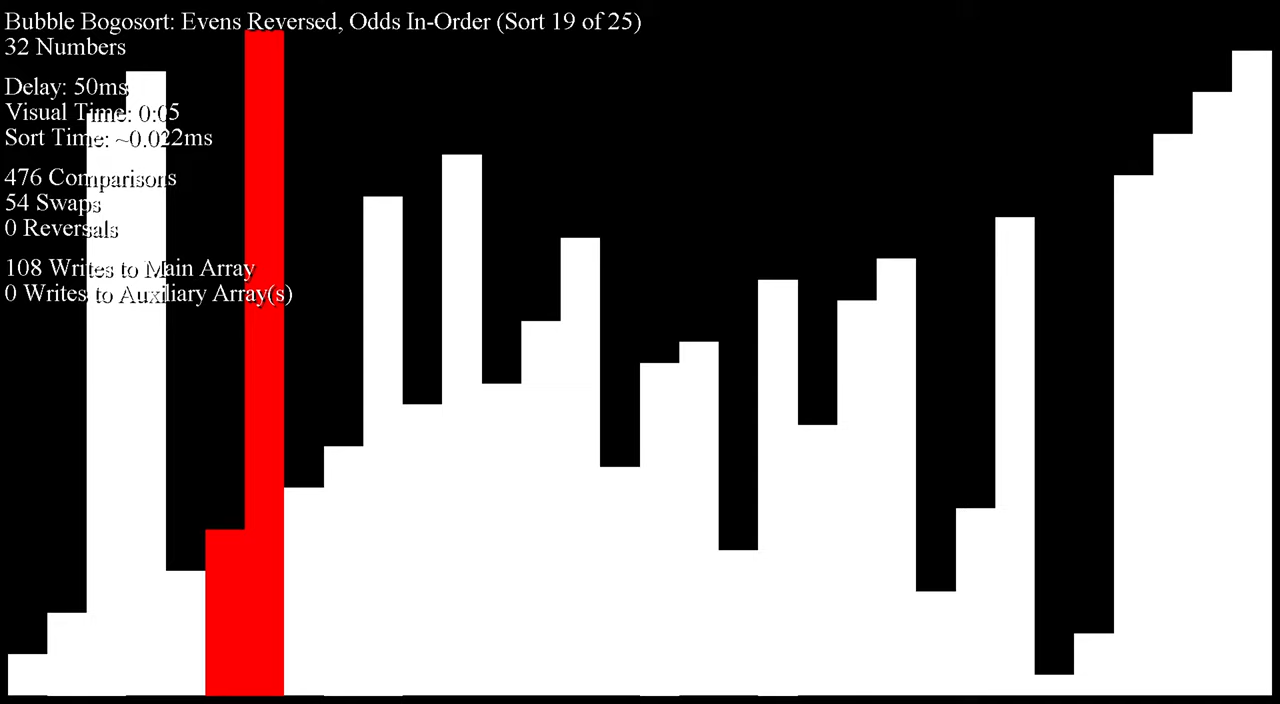 Bubble Bogosort: Evens Reversed, Odds In-Order (Sort 19 of 25)
32 Numbers
Delay: 50ms
Visual Time: 0:05
Sort Time: ~0.022ms
476 Comparisons
54 Swaps
0 Reversals
108 Writes to Main Array
0 Writes to Auxiliary Array(s)